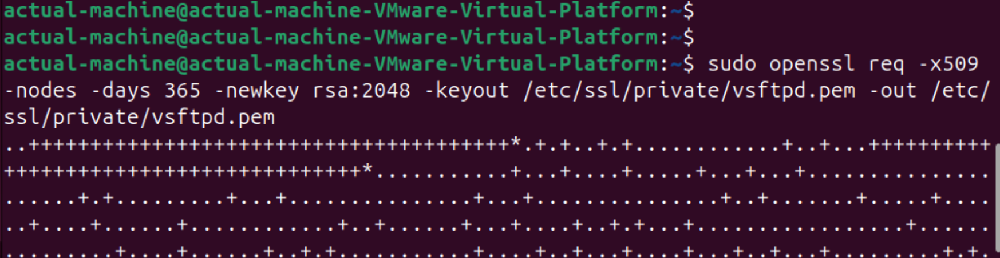 actual-machine@actual-machine-VMware-Virtual-Platform:~$
actual-machine@actual-machine-VMware-Virtual-Platform:~$
actual-machine@actual-machine-VMware-Virtual-Platform:~$ sudo openssl req -x509
-nodes -days 365 -newkey rsa:2048 -keyout /etc/ssl/private/vsftpd.pem -out /etc/
ssl/private/vsftpd.pem
..+++++++++++++++++++++++++++++++++++++++*.+.+..+.+............+..+...++++++++++
+++++++++++++++++++++++++++++*...........+...+....+.....+...+...+...............
......+.+.........+...+...............+...+...............+..+.......+.....+....
..+....+......+............+..+......+...+....+..+.+...+.................+......
.........+....+......+..+.+...........+....+..+...+....+...+..+...+.........+.+.